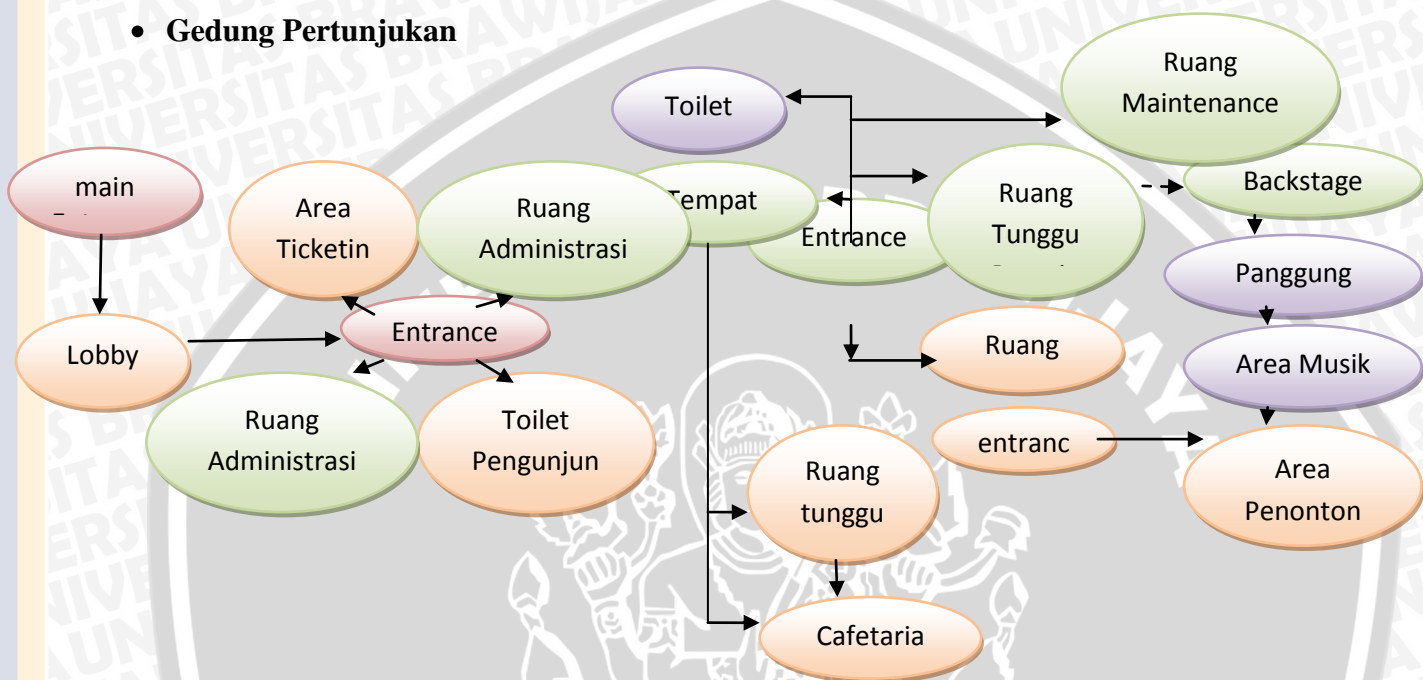 Gedung Pertunjukan
Ruang
Maintenance
Toilet
main
Area
Ticketin
Ruang
Administrasi
Tempat
Entrance
Ruang
Tunggu
Backstage
Panggung
Lobby
Entrance
Ruang
Area Musik
Ruang
Administrasi
Toilet
Pengunjun
Ruang
tunggu
entranc
Area
Penonton
Cafetaria